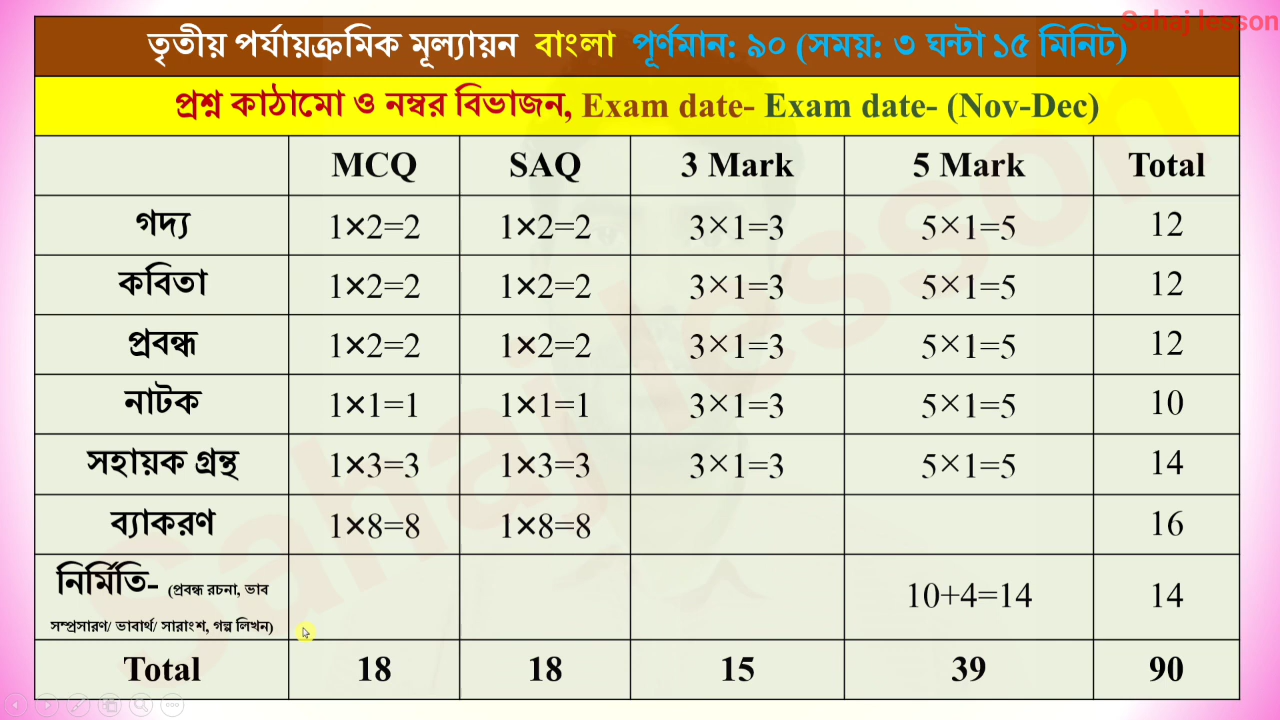 Sahaj lesson
তৃতীয় পর্যায়ক্রমিক মূল্যায়ন বাংলা পূর্ণমান: ৯০ (সময়: ৩ ঘন্টা ১৫ মিনিট)
প্রশ্ন কাঠামো ও নম্বর বিভাজন, Exam date- Exam date- (Nov-Dec)
MCQ SAQ 3 Mark 5 Mark Total
গদ্য 1×2=2 1×2=2 3×1=3 5×1=5 12
কবিতা 1×2=2 1×2=2 3×1=3 5×1=5 12
প্রবন্ধ 1×2=2 1×2=2 3×1=3 5×1=5 12
নাটক 1×1=1 1×1=1 3×1=3 5×1=5 10
সহায়ক গ্রন্থ 1×3=3 1×3=3 3×1=3 5×1=5 14
ব্যাকরণ 1×8=8 1×8=8 16
নির্মিতি- (প্রবন্ধ রচনা, ভাব 10+4=14 14
সম্প্রসারণ/ ভাবার্থ/ সারাংশ, গল্প লিখন)
Total 18 18 15 39 90
Sahaj lesson